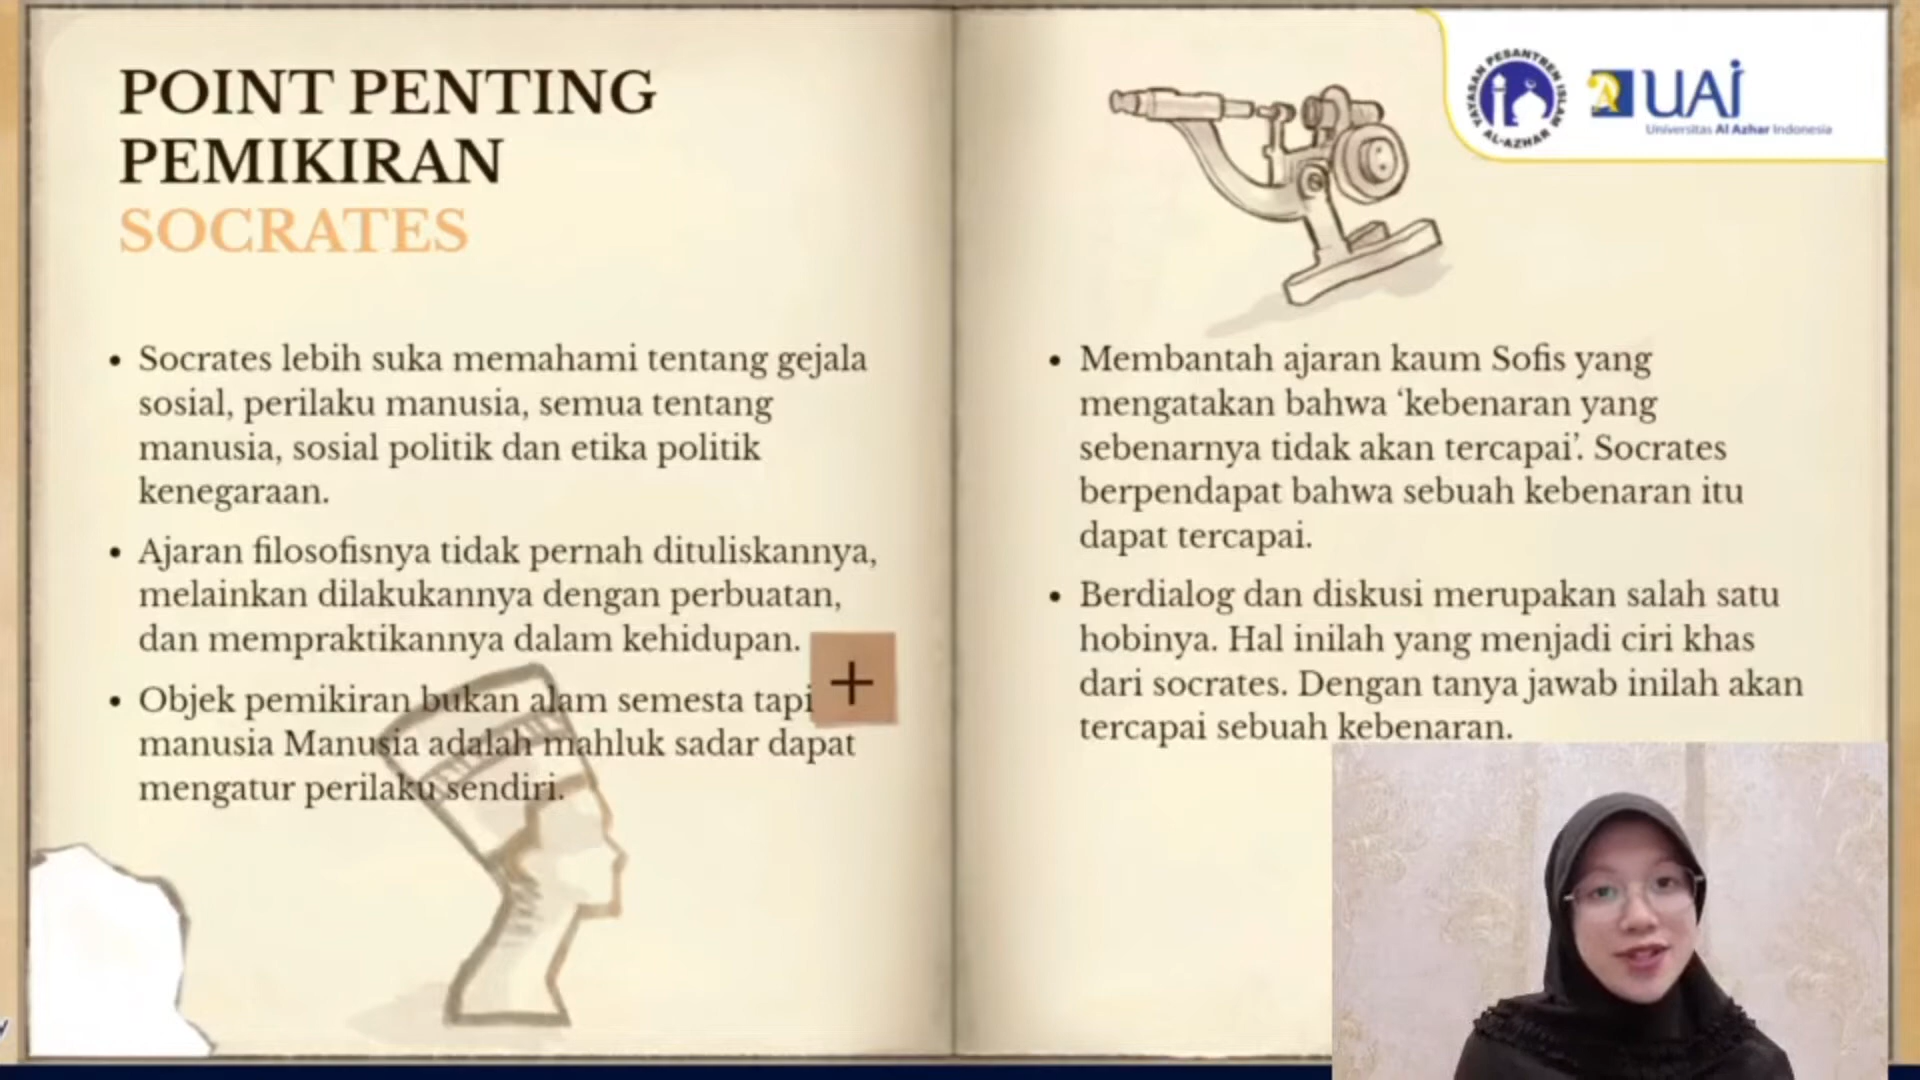 POINT PENTING
PEMIKIRAN
SOCRATES
• Socrates lebih suka memahami tentang gejala
sosial, perilaku manusia, semua tentang
manusia, sosial politik dan etika politik
kenegaraan.
• Ajaran filosofisnya tidak pernah dituliskannya,
melainkan dilakukannya dengan perbuatan,
dan mempraktikannya dalam kehidupan.
• Objek pemikiran bukan alam semesta tapi
manusia Manusia adalah mahluk sadar dapat
mengatur perilaku sendiri.
+
YAYASAN PESANTREN ISLAM
AL-AZHAR
UAI
Universitas Al Azhar Indonesia
• Membantah ajaran kaum Sofis yang
mengatakan bahwa ‘kebenaran yang
sebenarnya tidak akan tercapai’. Socrates
berpendapat bahwa sebuah kebenaran itu
dapat tercapai.
• Berdialog dan diskusi merupakan salah satu
hobinya. Hal inilah yang menjadi ciri khas
dari socrates. Dengan tanya jawab inilah akan
tercapai sebuah kebenaran.